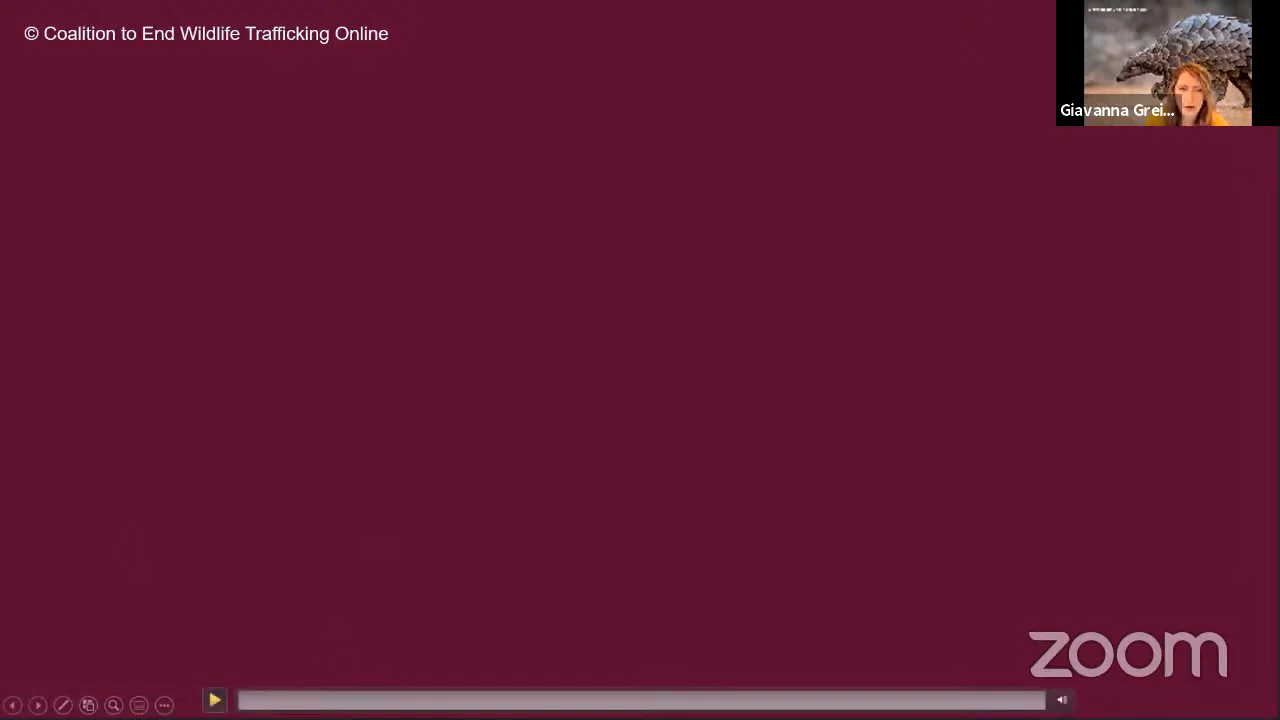 © Coalition to End Wildlife Trafficking Online
Giavanna Grei...
zoom